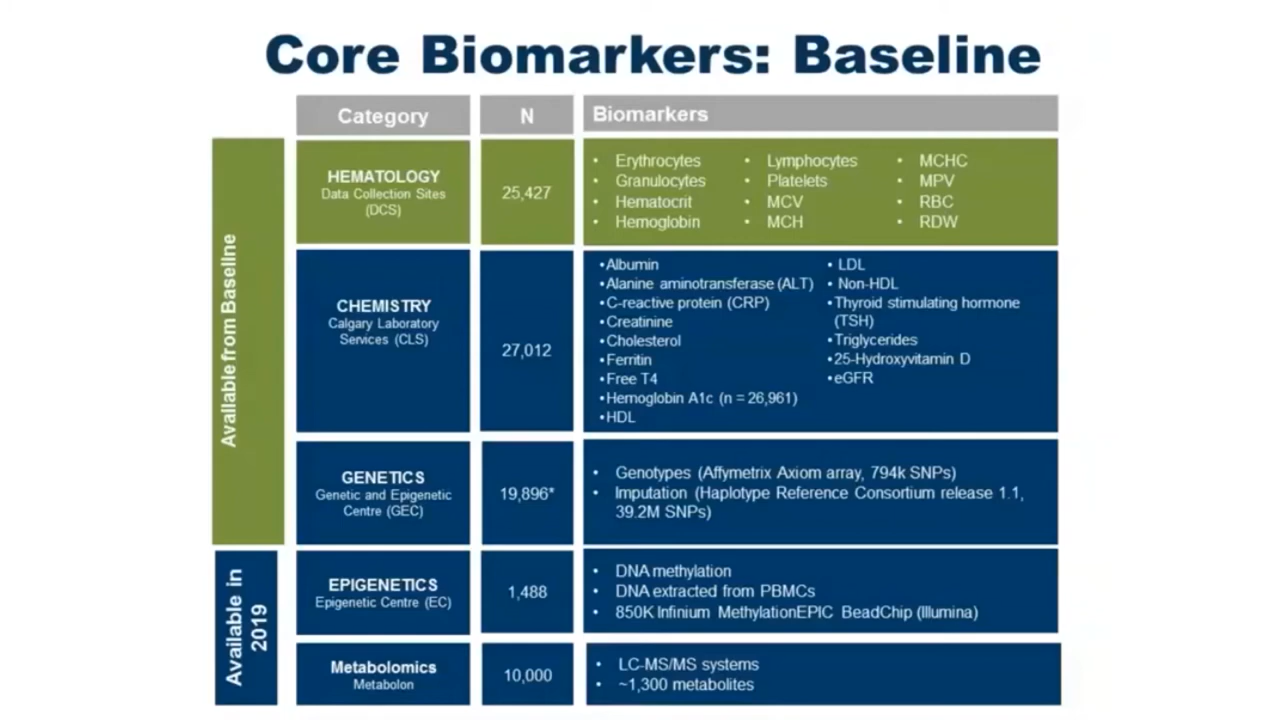 Core Biomarkers: Baseline
Category
N
Biomarkers
Available from Baseline
HEMATOLOGY
Data Collection Sites
(DCS)
25,427
• Erythrocytes
• Granulocytes
• Hematocrit
• Hemoglobin
• Lymphocytes
• Platelets
• MCV
• MCH
• MCHC
• MPV
• RBC
• RDW
CHEMISTRY
Calgary Laboratory
Services (CLS)
27,012
•Albumin
•Alanine aminotransferase (ALT)
•C-reactive protein (CRP)
•Creatinine
•Cholesterol
•Ferritin
•Free T4
•Hemoglobin A1c (n = 26,961)
•HDL
• LDL
• Non-HDL
•Thyroid stimulating hormone
(TSH)
•Triglycerides
•25-Hydroxyvitamin D
•eGFR
GENETICS
Genetic and Epigenetic
Centre (GEC)
19,896*
• Genotypes (Affymetrix Axiom array, 794k SNPs)
• Imputation (Haplotype Reference Consortium release 1.1,
39.2M SNPs)
Available in
2019
EPIGENETICS
Epigenetic Centre (EC)
1,488
• DNA methylation
• DNA extracted from PBMCs
• 850K Infinium MethylationEPIC BeadChip (Illumina)
Metabolomics
Metabolon
10,000
• LC-MS/MS systems
• ~1,300 metabolites